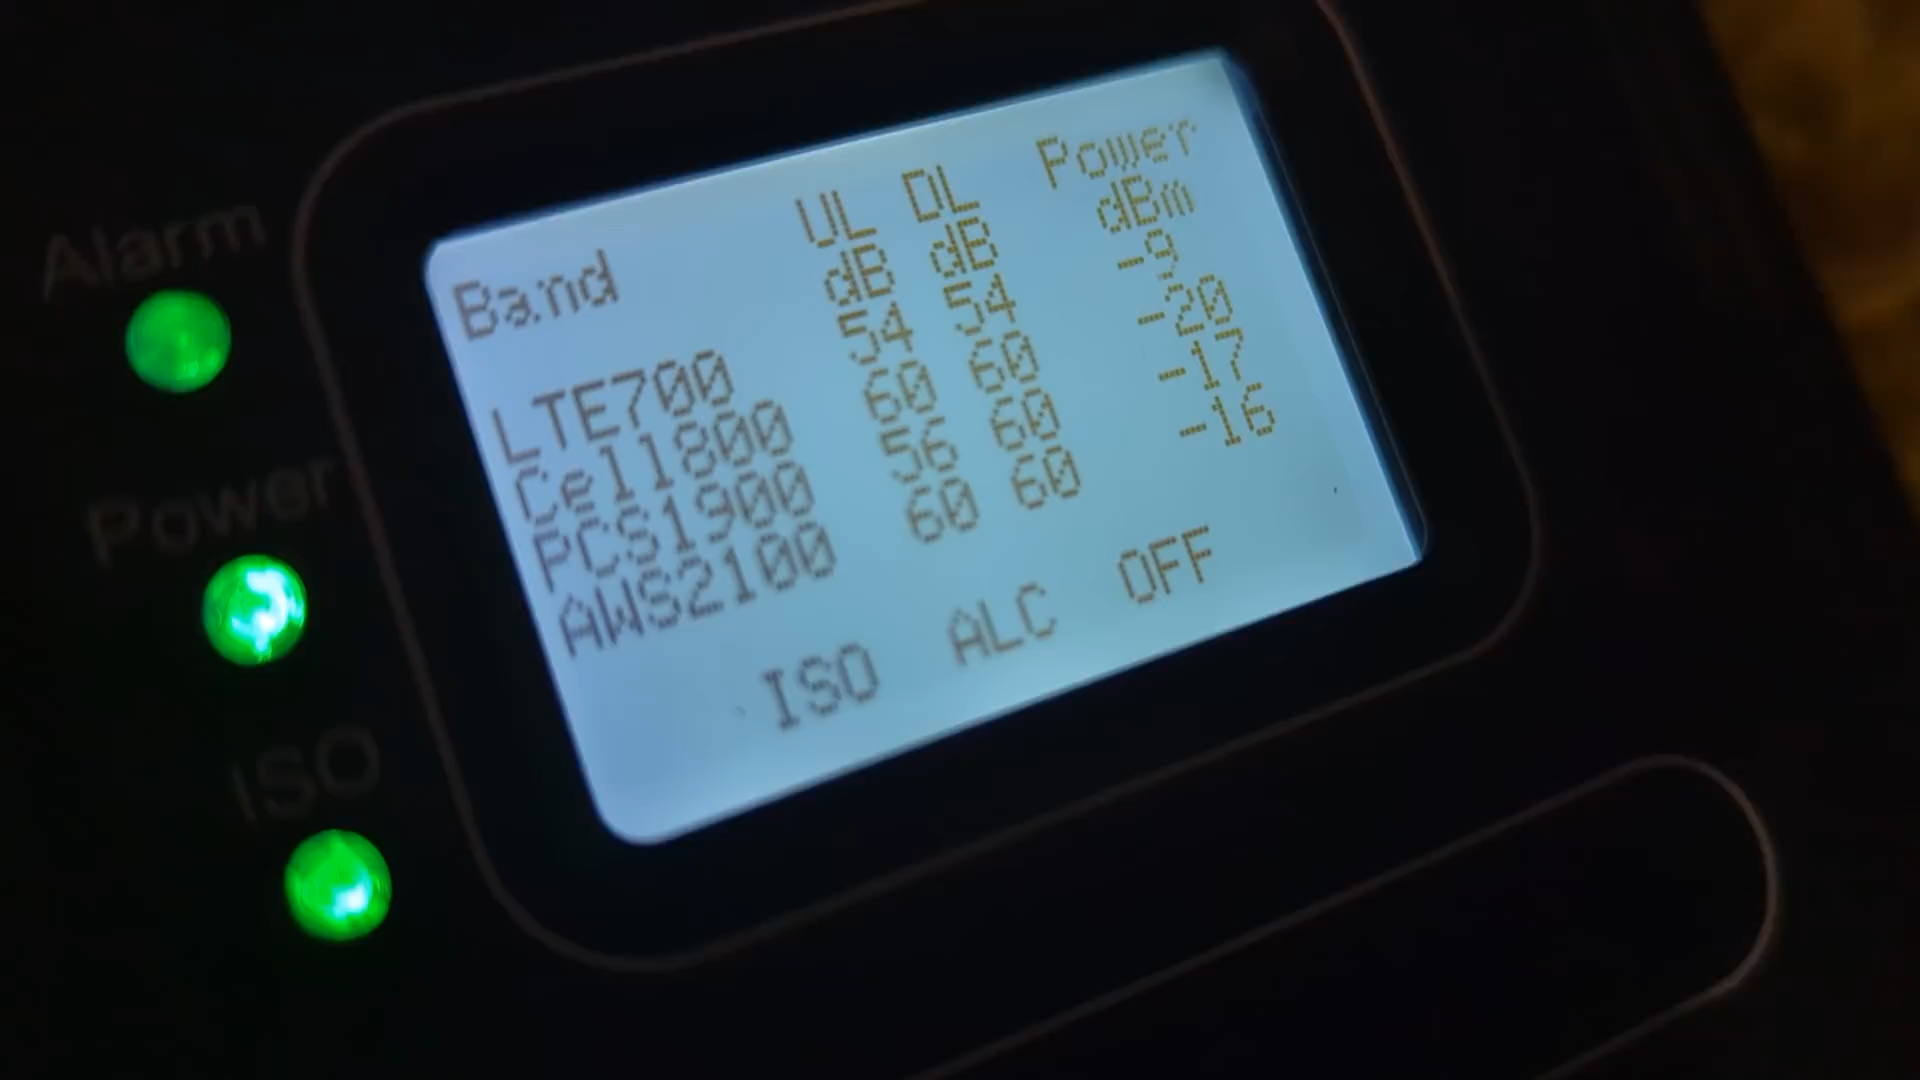 Alarm
Power
ISO
Band UL DL Power
dB dB dBm
LTE700 54 54 -9
Cell800 60 60 -20
PCS1900 56 60 -17
AWS2100 60 60 -16
ISO ALC OFF